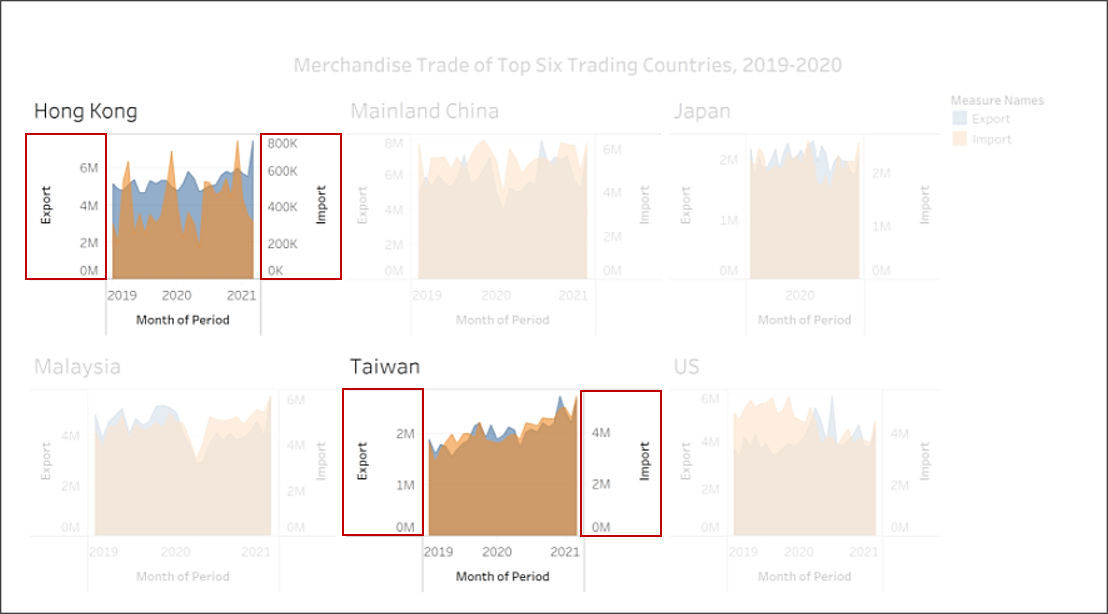 Merchandise Trade of Top Six Trading Countries, 2019-2020
Hong Kong
Export
6M
4M
2M
0M
800K
600K
400K
200K
0K
Import
2019 2020 2021
Month of Period
Mainland China
Export
8M
6M
4M
2M
0M
6M
4M
2M
0M
Import
2019 2020 2021
Month of Period
Japan
Export
2M
1M
0M
2M
1M
0M
Import
2020
Month of Period
Measure Names
Export
Import
Malaysia
Export
4M
2M
0M
6M
4M
2M
0M
Import
2019 2020 2021
Month of Period
Taiwan
Export
2M
1M
0M
4M
2M
0M
Import
2019 2020 2021
Month of Period
US
Export
6M
4M
2M
0M
4M
2M
0M
Import
2019 2020 2021
Month of Period